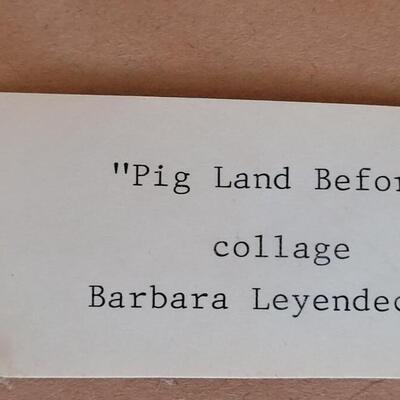 "Pig Land Befor
collage
Barbara Leyendec